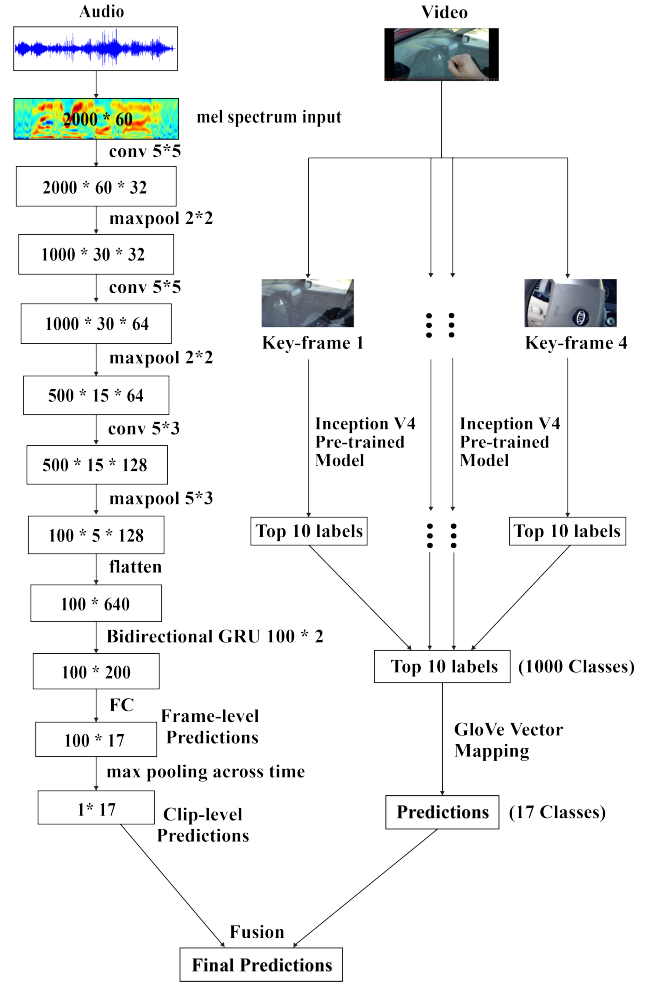 Audio
2000 * 60
mel spectrum input
conv 5*5
2000 * 60 * 32
maxpool 2*2
1000 * 30 * 32
conv 5*5
1000 * 30 * 64
maxpool 2*2
500 * 15 * 64
conv 5*3
500 * 15 * 128
maxpool 5*3
100 * 5 * 128
flatten
100 * 640
Bidirectional GRU 100 * 2
100 * 200
FC
Frame-level
Predictions
100 * 17
max pooling across time
1* 17
Clip-level
Predictions
Video
Key-frame 1
Key-frame 4
Inception V4
Pre-trained
Model
Inception V4
Pre-trained
Model
Top 10 labels
Top 10 labels
Top 10 labels
(1000 Classes)
GloVe Vector
Mapping
Predictions
(17 Classes)
Fusion
Final Predictions